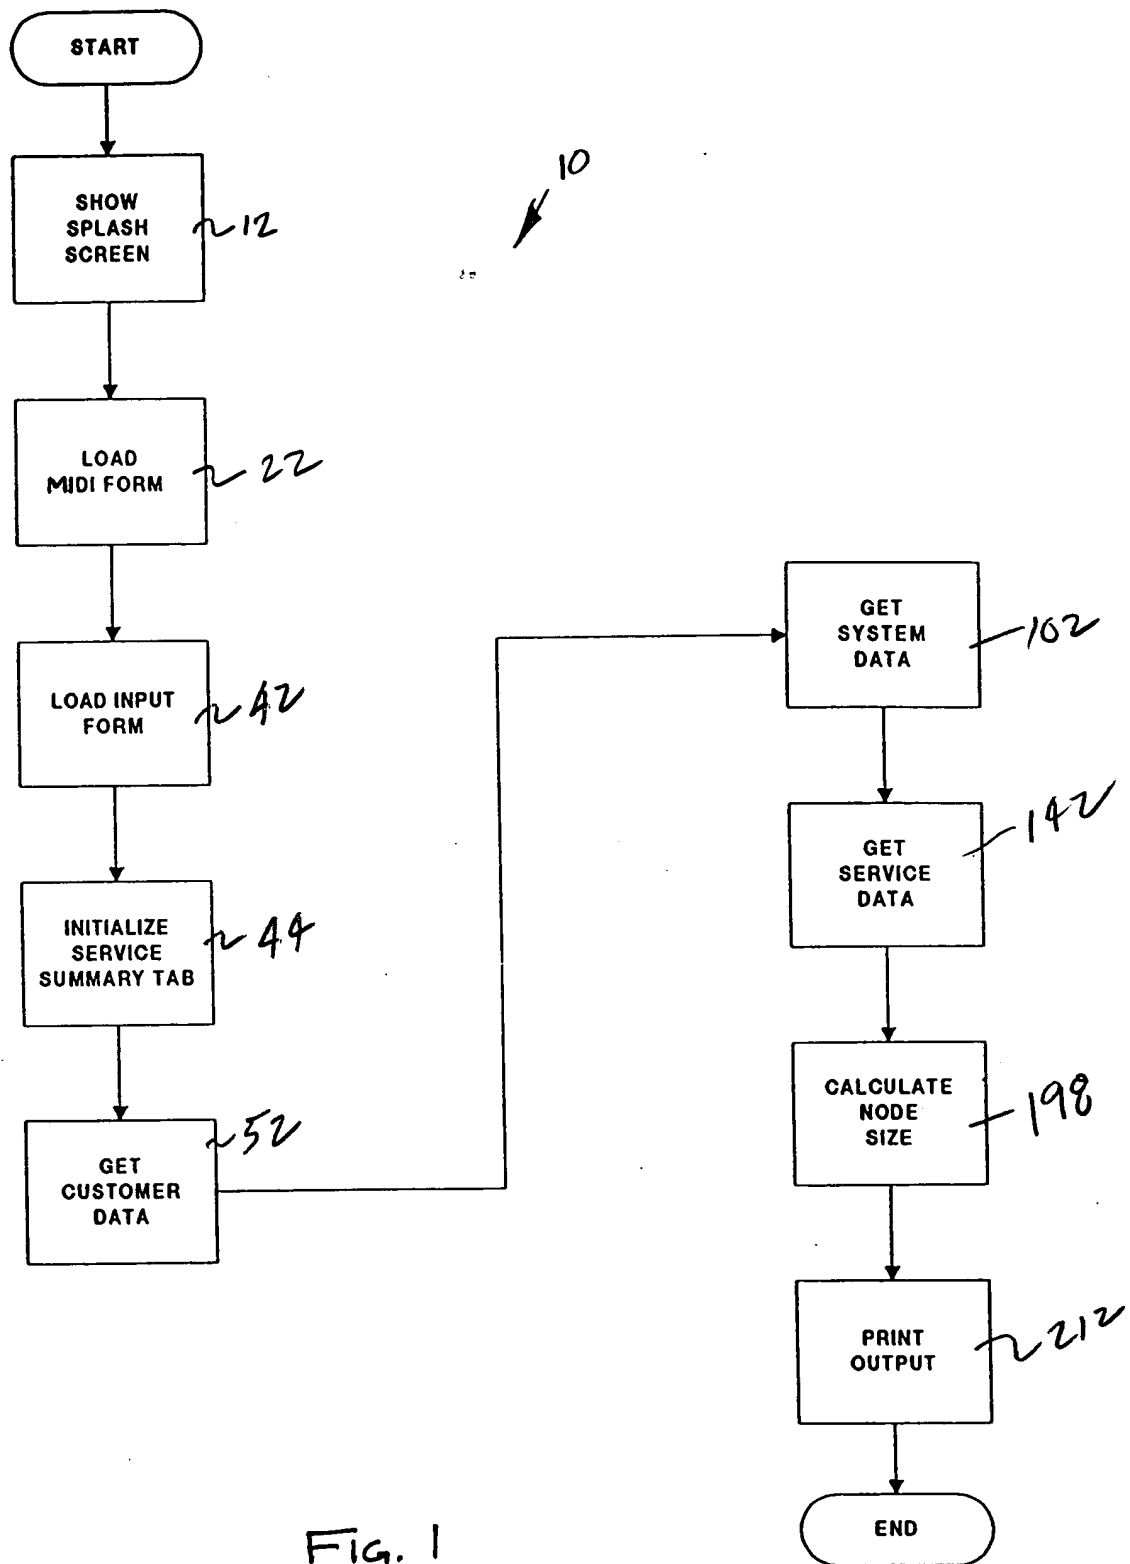 START
10
SHOW
SPLASH
SCREEN
12
LOAD
MIDI FORM
22
LOAD INPUT
FORM
42
INITIALIZE
SERVICE
SUMMARY TAB
44
GET
CUSTOMER
DATA
52
GET
SYSTEM
DATA
102
GET
SERVICE
DATA
142
CALCULATE
NODE
SIZE
198
PRINT
OUTPUT
212
END
FIG. 1